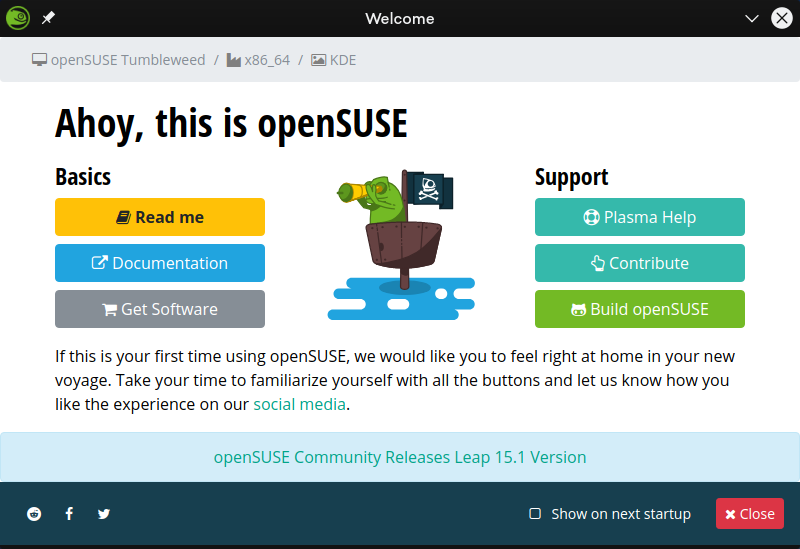 Welcome
openSUSE Tumbleweed / x86_64 / KDE
Ahoy, this is openSUSE
Basics
Read me
Documentation
Get Software
Support
Plasma Help
Contribute
Build openSUSE
If this is your first time using openSUSE, we would like you to feel right at home in your new
voyage. Take your time to familiarize yourself with all the buttons and let us know how you
like the experience on our social media.
openSUSE Community Releases Leap 15.1 Version
Show on next startup
Close